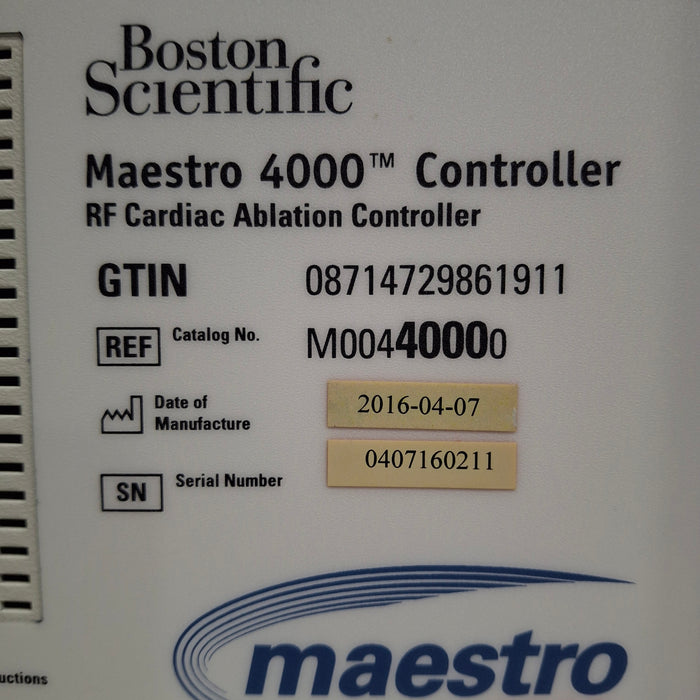 Boston
Scientific
Maestro 4000™ Controller
RF Cardiac Ablation Controller
GTIN 08714729861911
REF Catalog No. M00440000
Date of
Manufacture 2016-04-07
0407160211
SN Serial Number
maestro
uctions